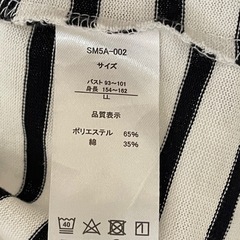 SM5A-002
サイズ
バスト 93〜101
身長 154〜162
LL
品質表示
ポリエステル 65%
綿 35%
40